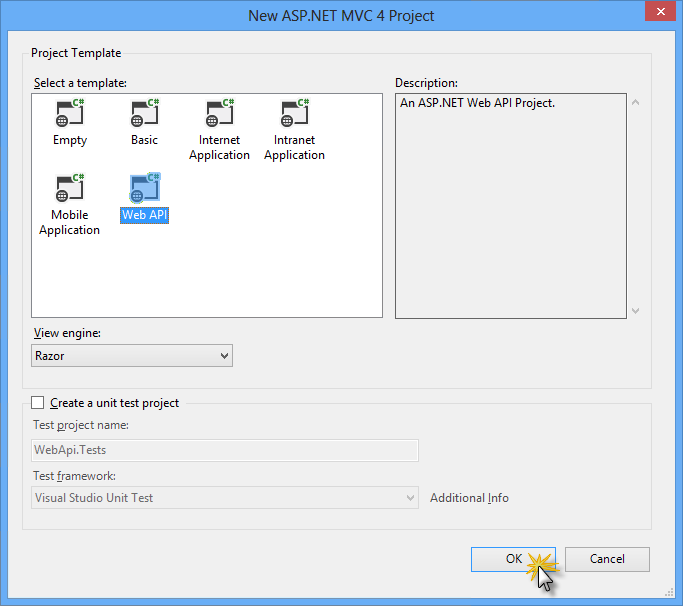 New ASP.NET MVC 4 Project
Project Template
Select a template:
Description:
C# C# C# C#
Empty Basic Internet Application Intranet Application
An ASP.NET Web API Project.
C# C#
Mobile Application Web API
View engine:
Razor
Create a unit test project
Test project name:
WebApi.Tests
Test framework:
Visual Studio Unit Test
Additional Info
OK
Cancel